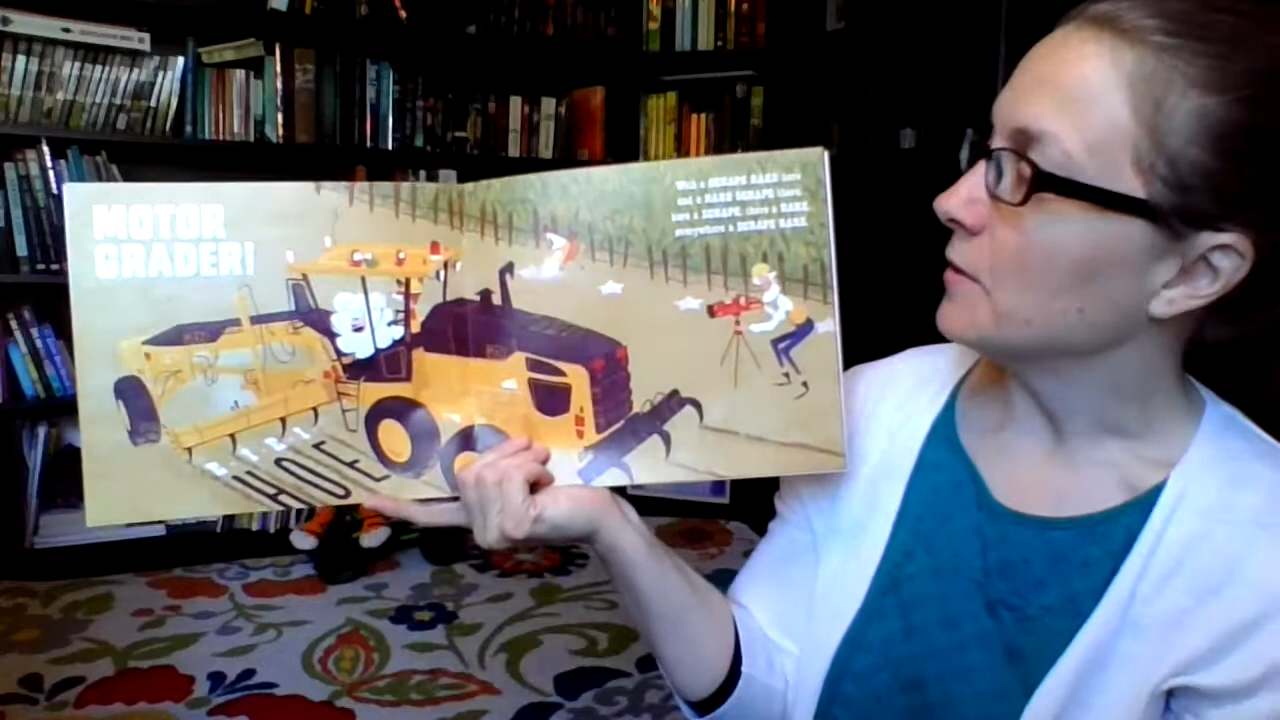 MOTOR
GRADER!
With a SCRAPE RAKE here
and a RAKE SCRAPE there,
here a SCRAPE, there a RAKE,
everywhere a SCRAPE RAKE.
E I E I
HOE